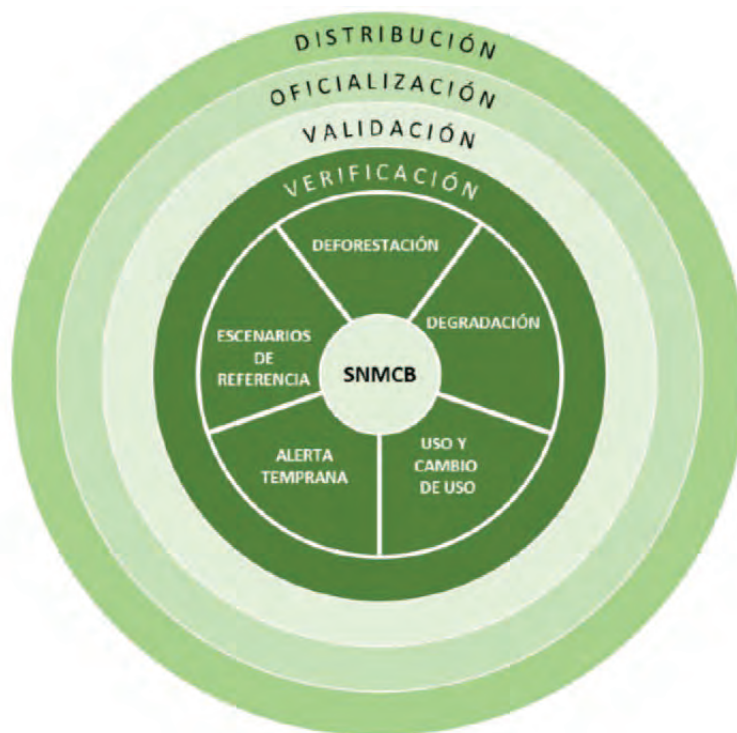 DISTRIBUCIÓN
OFICIALIZACIÓN
VALIDACIÓN
VERIFICACIÓN
DEFORESTACIÓN
DEGRADACIÓN
ESCENARIOS
DE
REFERENCIA
SNMCB
ALERTA
TEMPRANA
USO Y
CAMBIO
DE USO